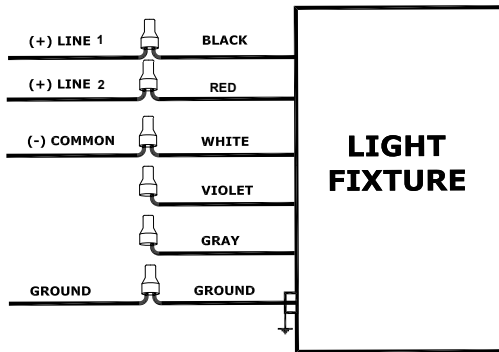 (+) LINE 1 BLACK
(+) LINE 2 RED
(-) COMMON WHITE
VIOLET
GRAY
GROUND GROUND
LIGHT
FIXTURE